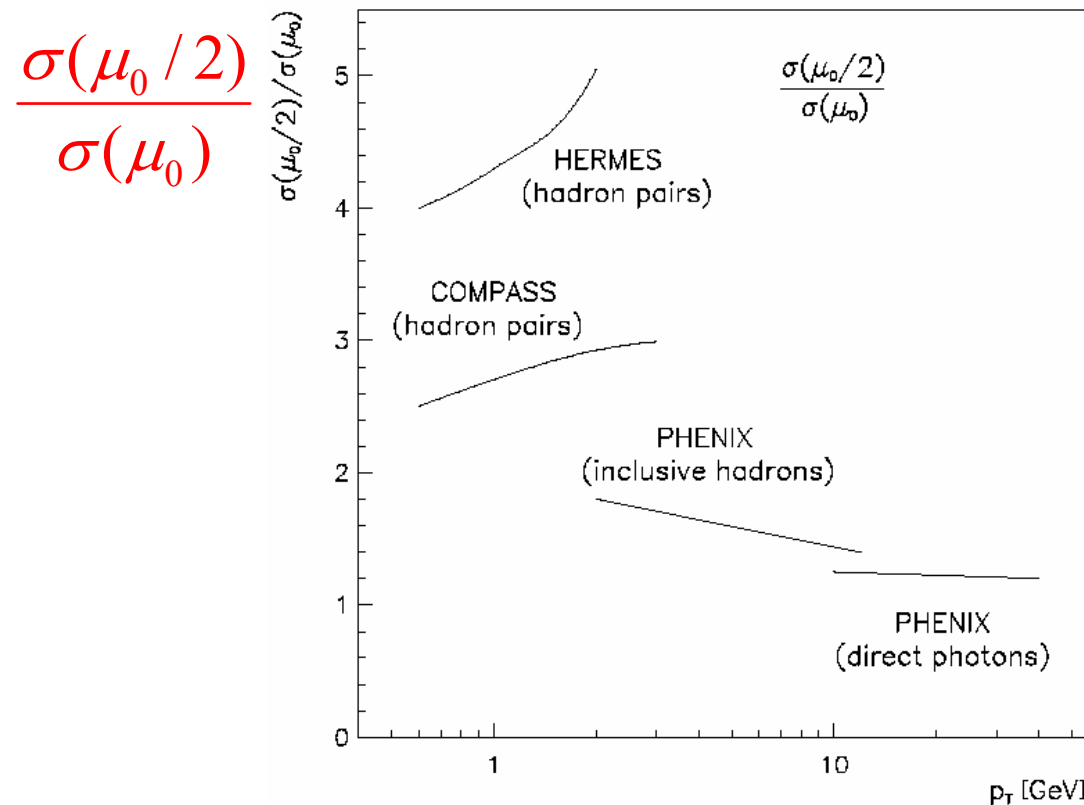 σ(μ₀ / 2)
σ(μ₀)
σ(μ₀/2)/σ(μ₀)
σ(μ₀/2)
σ(μ₀)
5
HERMES
(hadron pairs)
4
COMPASS
(hadron pairs)
3
PHENIX
(inclusive hadrons)
2
1
PHENIX
(direct photons)
0
1
10
p_T [GeV]